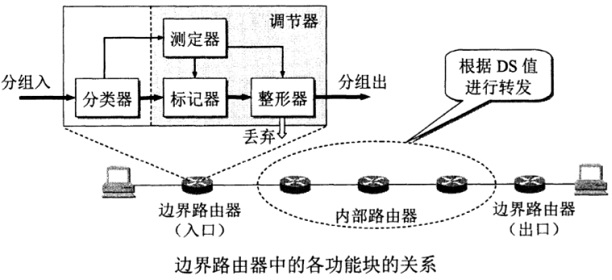 调节器
测定器
分组入
分类器
标记器
整形器
分组出
丢弃
根据 DS 值
进行转发
边界路由器
（入口）
内部路由器
边界路由器
（出口）
边界路由器中的各功能块的关系